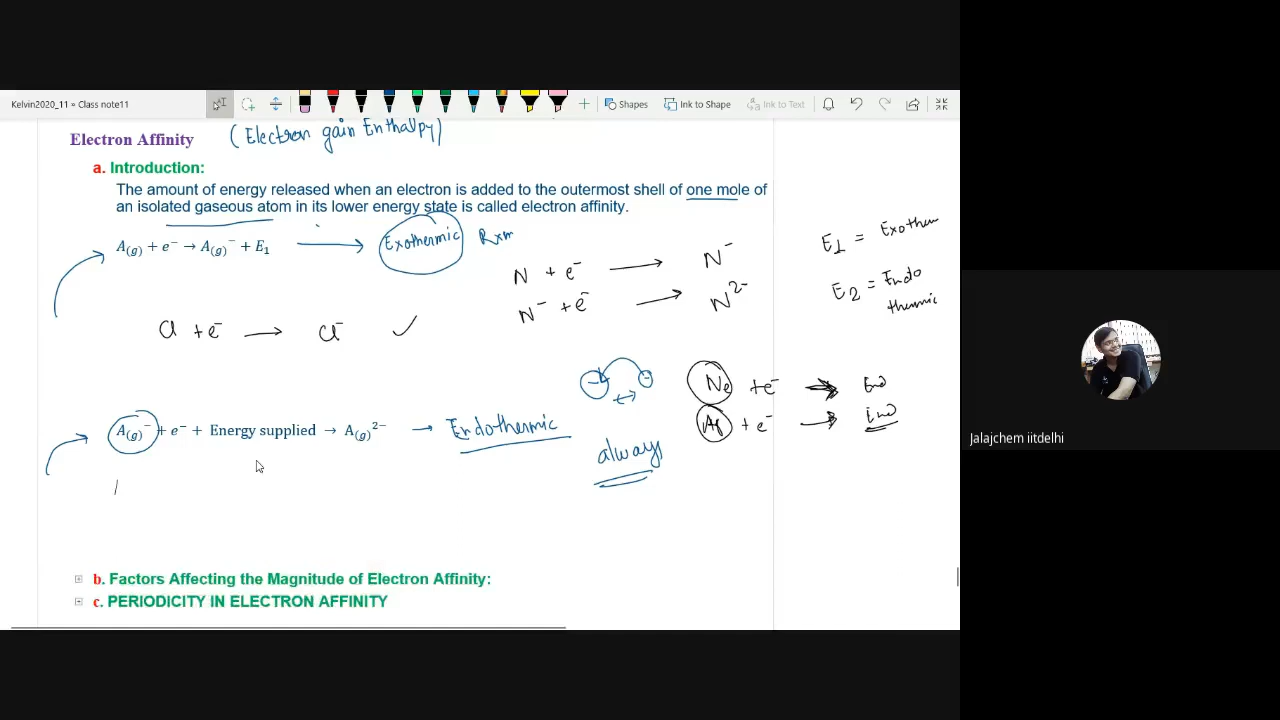 Kelvin2020_11 » Class note11
Shapes
Ink to Shape
Ink to Text
Electron Affinity (Electron gain Enthalpy)
a. Introduction:
The amount of energy released when an electron is added to the outermost shell of one mole of
an isolated gaseous atom in its lower energy state is called electron affinity.
A(g) + e⁻ → A(g)⁻ + E₁ → Exothermic Rxn
N + e⁻ → N⁻
N⁻ + e⁻ → N²⁻
E₁ = Exother
E₂ = Endo
thermic
Cl + e⁻ → Cl⁻ ✓
Ne + e⁻ → End
Ar + e⁻ → End
A(g)⁻ + e⁻ + Energy supplied → A(g)²⁻ → Endothermic
always
b. Factors Affecting the Magnitude of Electron Affinity:
c. PERIODICITY IN ELECTRON AFFINITY
Jalajchem iitdelhi